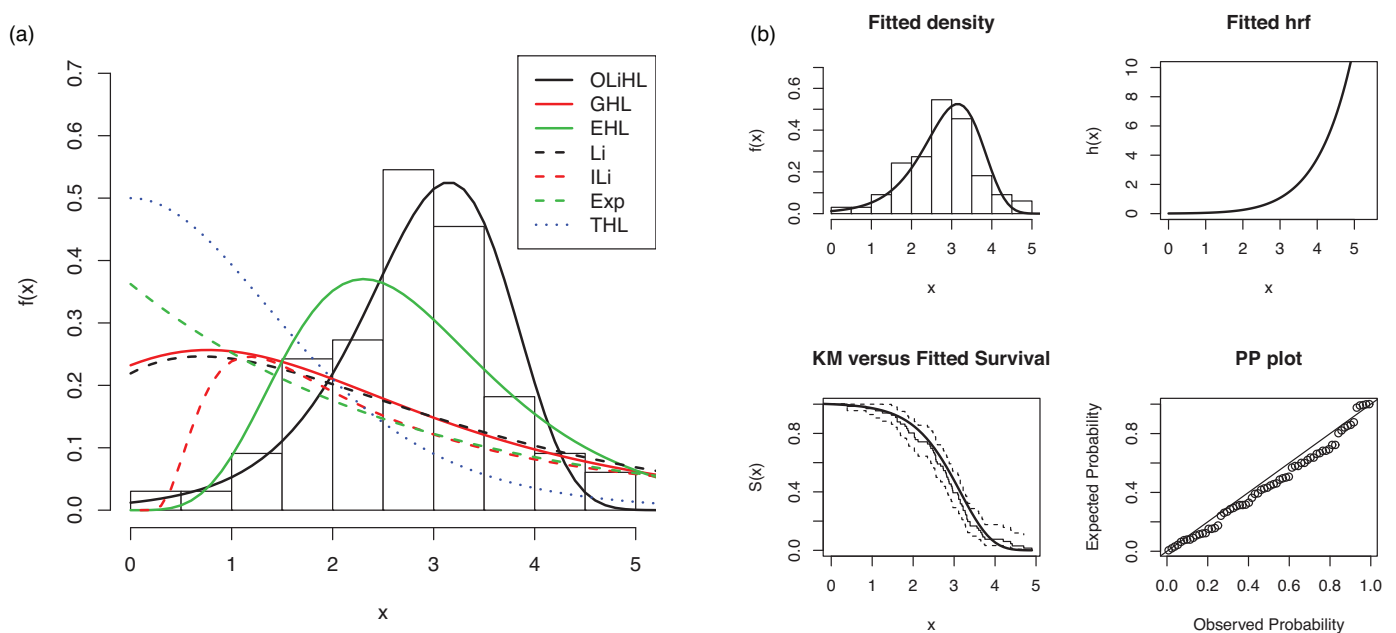 (a)
0.7
0.6
0.5
0.4
0.3
0.2
0.1
0.0
f(x)
0 1 2 3 4 5
x
OLiHL
GHL
EHL
Li
ILi
Exp
THL
(b)
Fitted density
f(x)
0.0 0.2 0.4 0.6
0 1 2 3 4 5
x
Fitted hrf
h(x)
0 2 4 6 8 10
0 1 2 3 4 5
x
KM versus Fitted Survival
S(x)
0.0 0.4 0.8
0 1 2 3 4 5
x
PP plot
Expected Probability
0.0 0.4 0.8
0.0 0.2 0.4 0.6 0.8 1.0
Observed Probability